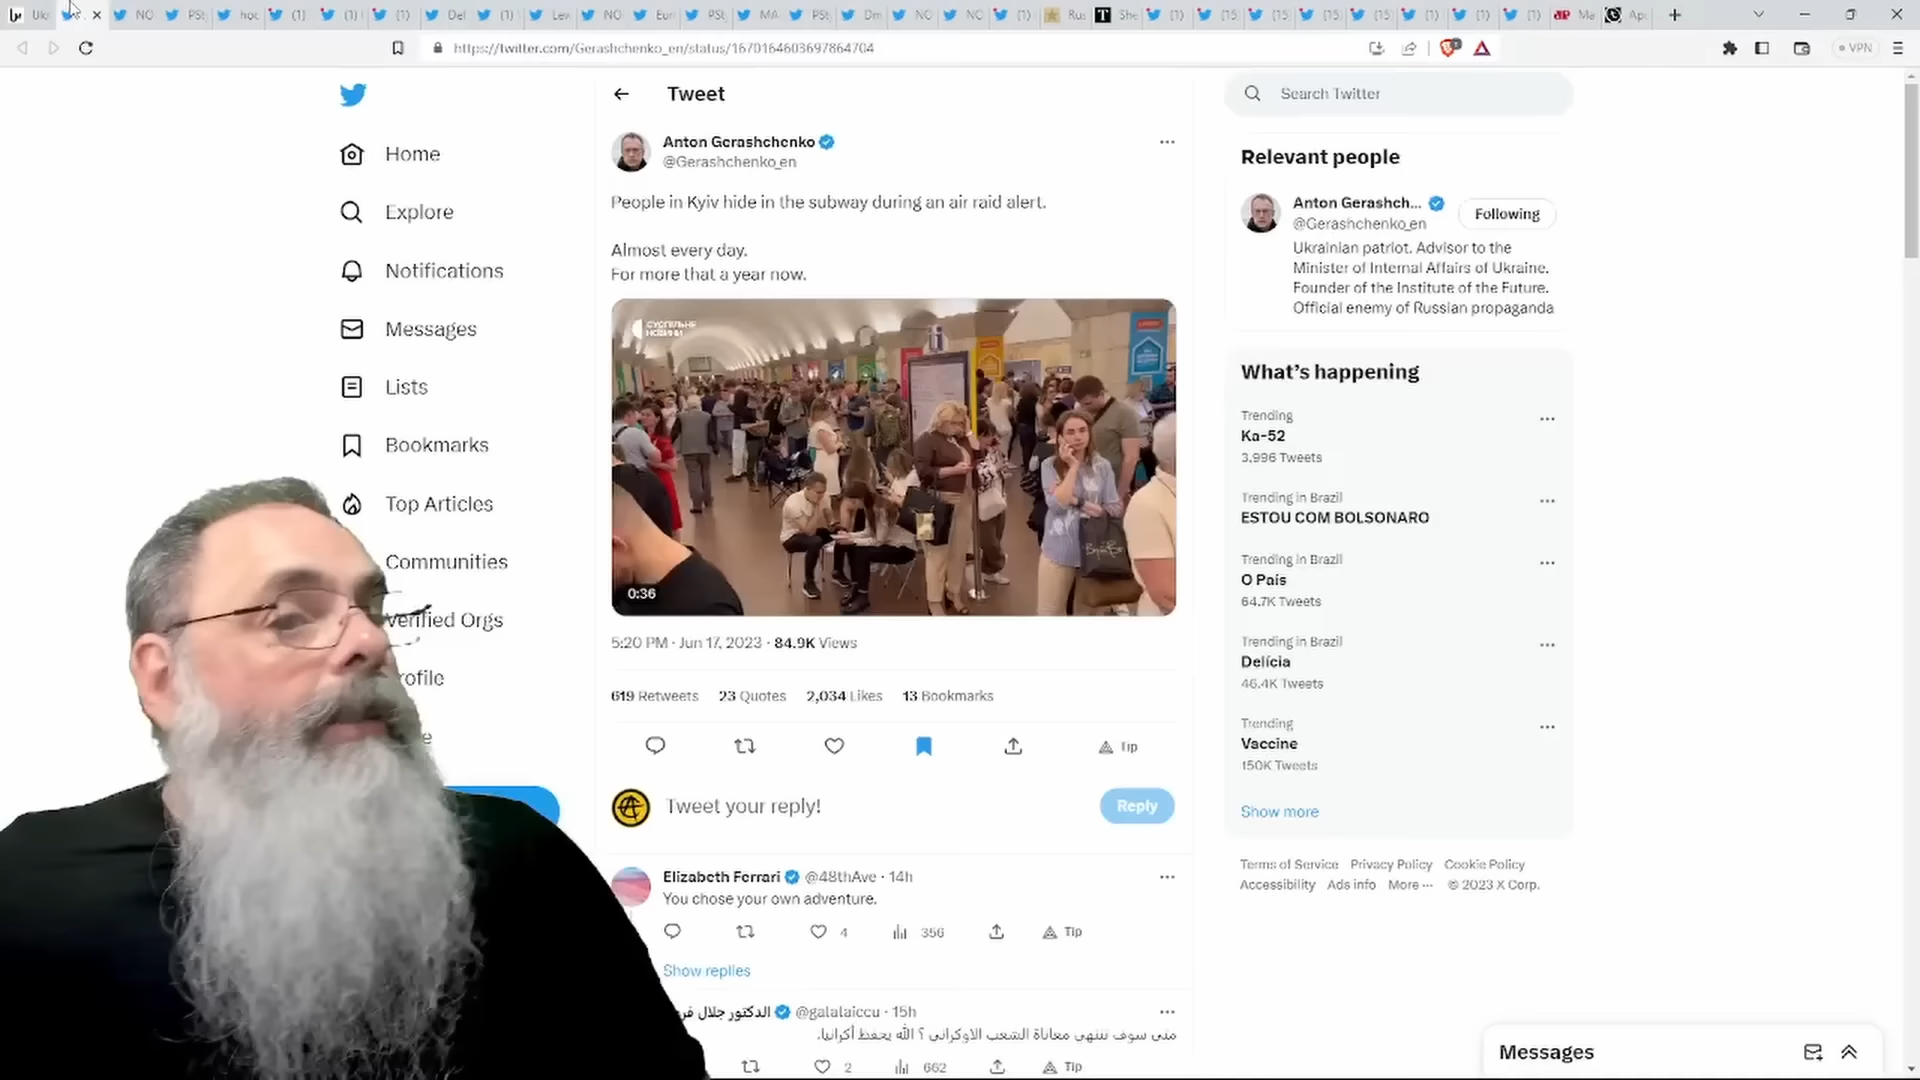 https://twitter.com/Gerashchenko_en/status/1670164603697864704
VPN
Home
Explore
Notifications
Messages
Lists
Bookmarks
Top Articles
Communities
Verified Orgs
Tweet
Anton Gerashchenko
@Gerashchenko_en
People in Kyiv hide in the subway during an air raid alert.
Almost every day.
For more that a year now.
СУСПІЛЬНЕ
НОВИНИ
0:36
5:20 PM · Jun 17, 2023 · 84.9K Views
619 Retweets 23 Quotes 2,034 Likes 13 Bookmarks
Tip
Tweet your reply!
Reply
Elizabeth Ferrari @48thAve · 14h
You chose your own adventure.
4 356 Tip
Show replies
الدكتور جلال فر @galalaiccu · 15h
متى سوف تنتهى معاناة الشعب الاوكرانى ؟ الله يحفظ أكرانيا.
2 662 Tip
Search Twitter
Relevant people
Anton Gerashch...
@Gerashchenko_en
Following
Ukrainian patriot. Advisor to the
Minister of Internal Affairs of Ukraine.
Founder of the Institute of the Future.
Official enemy of Russian propaganda
What's happening
Trending
Ka-52
3,996 Tweets
Trending in Brazil
ESTOU COM BOLSONARO
Trending in Brazil
O País
64.7K Tweets
Trending in Brazil
Delícia
46.4K Tweets
Trending
Vaccine
150K Tweets
Show more
Terms of Service Privacy Policy Cookie Policy
Accessibility Ads info More ··· © 2023 X Corp.
Messages